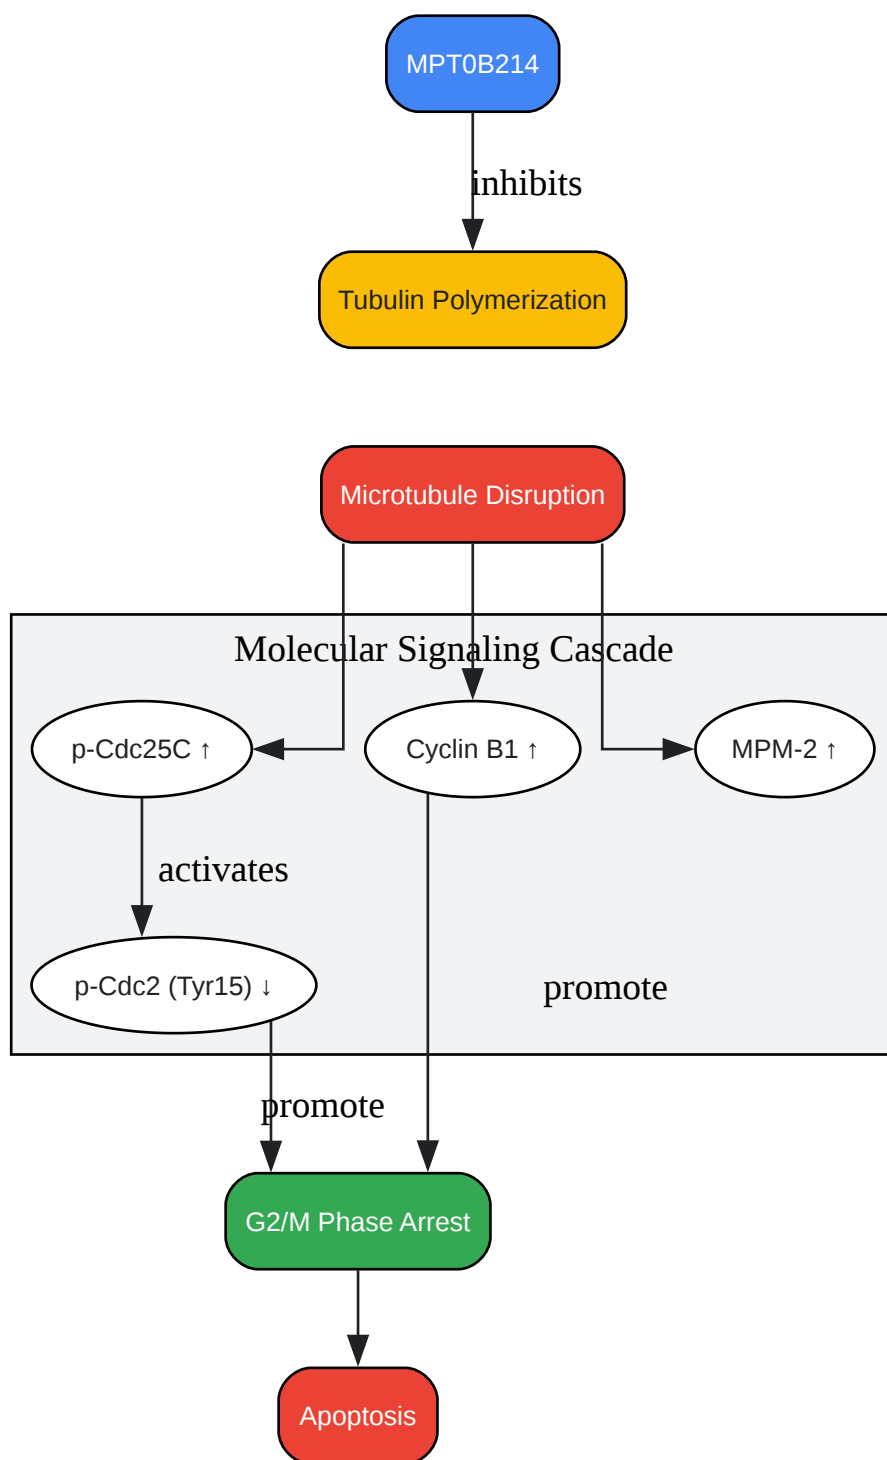 MPT0B214
inhibits
Tubulin Polymerization
Microtubule Disruption
Molecular Signaling Cascade
p-Cdc25C ↑
Cyclin B1 ↑
MPM-2 ↑
activates
p-Cdc2 (Tyr15) ↓
promote
promote
G2/M Phase Arrest
Apoptosis